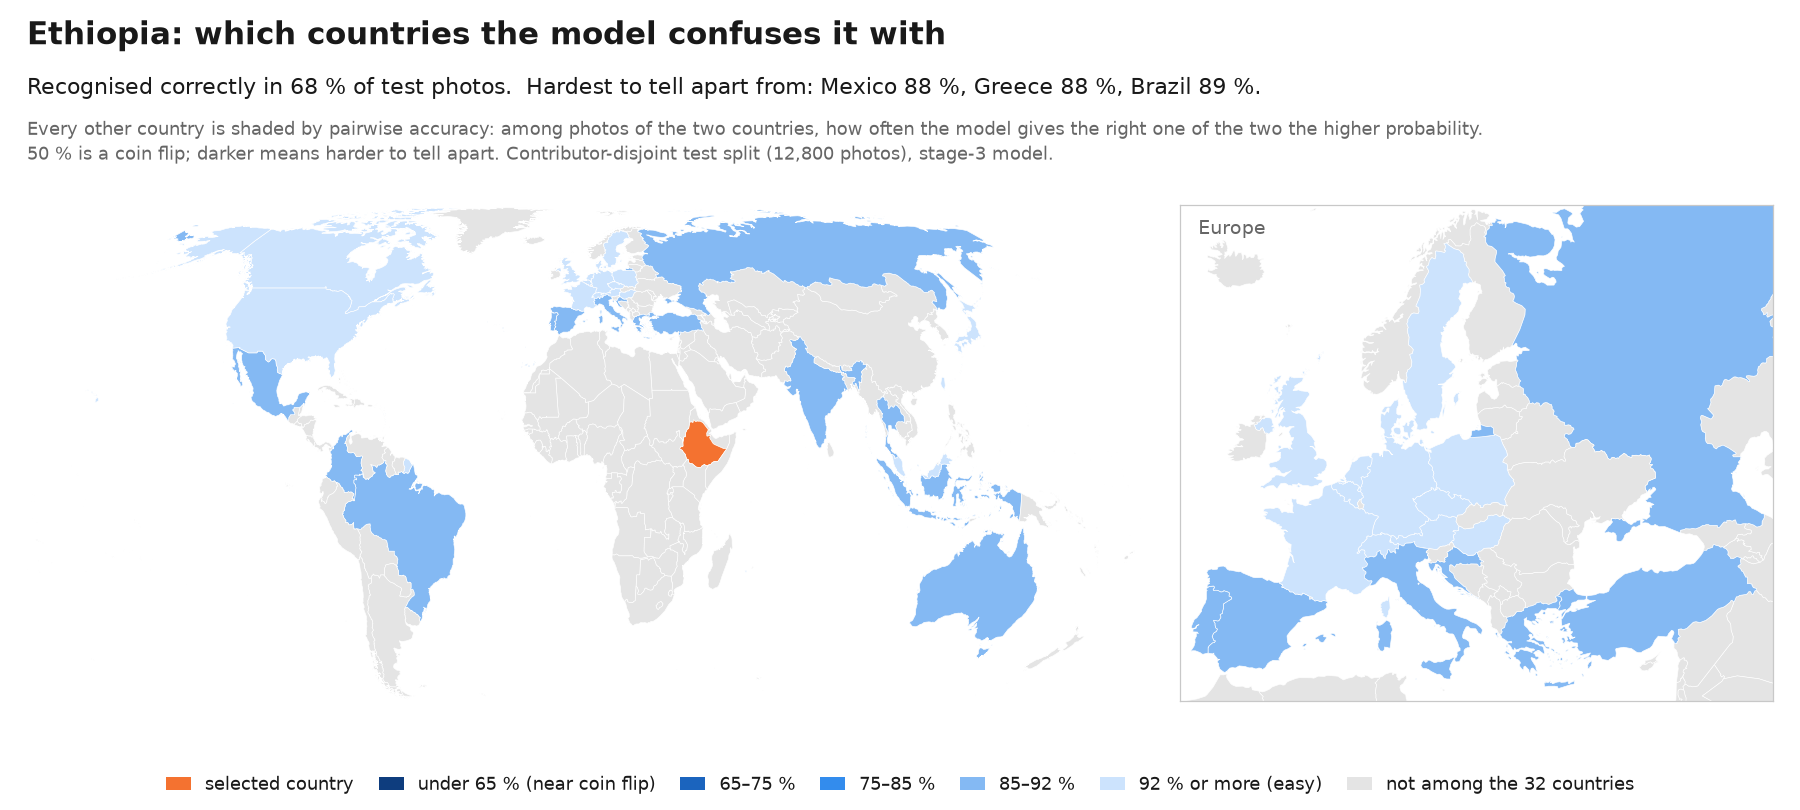 Ethiopia: which countries the model confuses it with
Recognised correctly in 68 % of test photos.  Hardest to tell apart from: Mexico 88 %, Greece 88 %, Brazil 89 %.
Every other country is shaded by pairwise accuracy: among photos of the two countries, how often the model gives the right one of the two the higher probability.
50 % is a coin flip; darker means harder to tell apart. Contributor-disjoint test split (12,800 photos), stage-3 model.
Europe
selected country
under 65 % (near coin flip)
65–75 %
75–85 %
85–92 %
92 % or more (easy)
not among the 32 countries